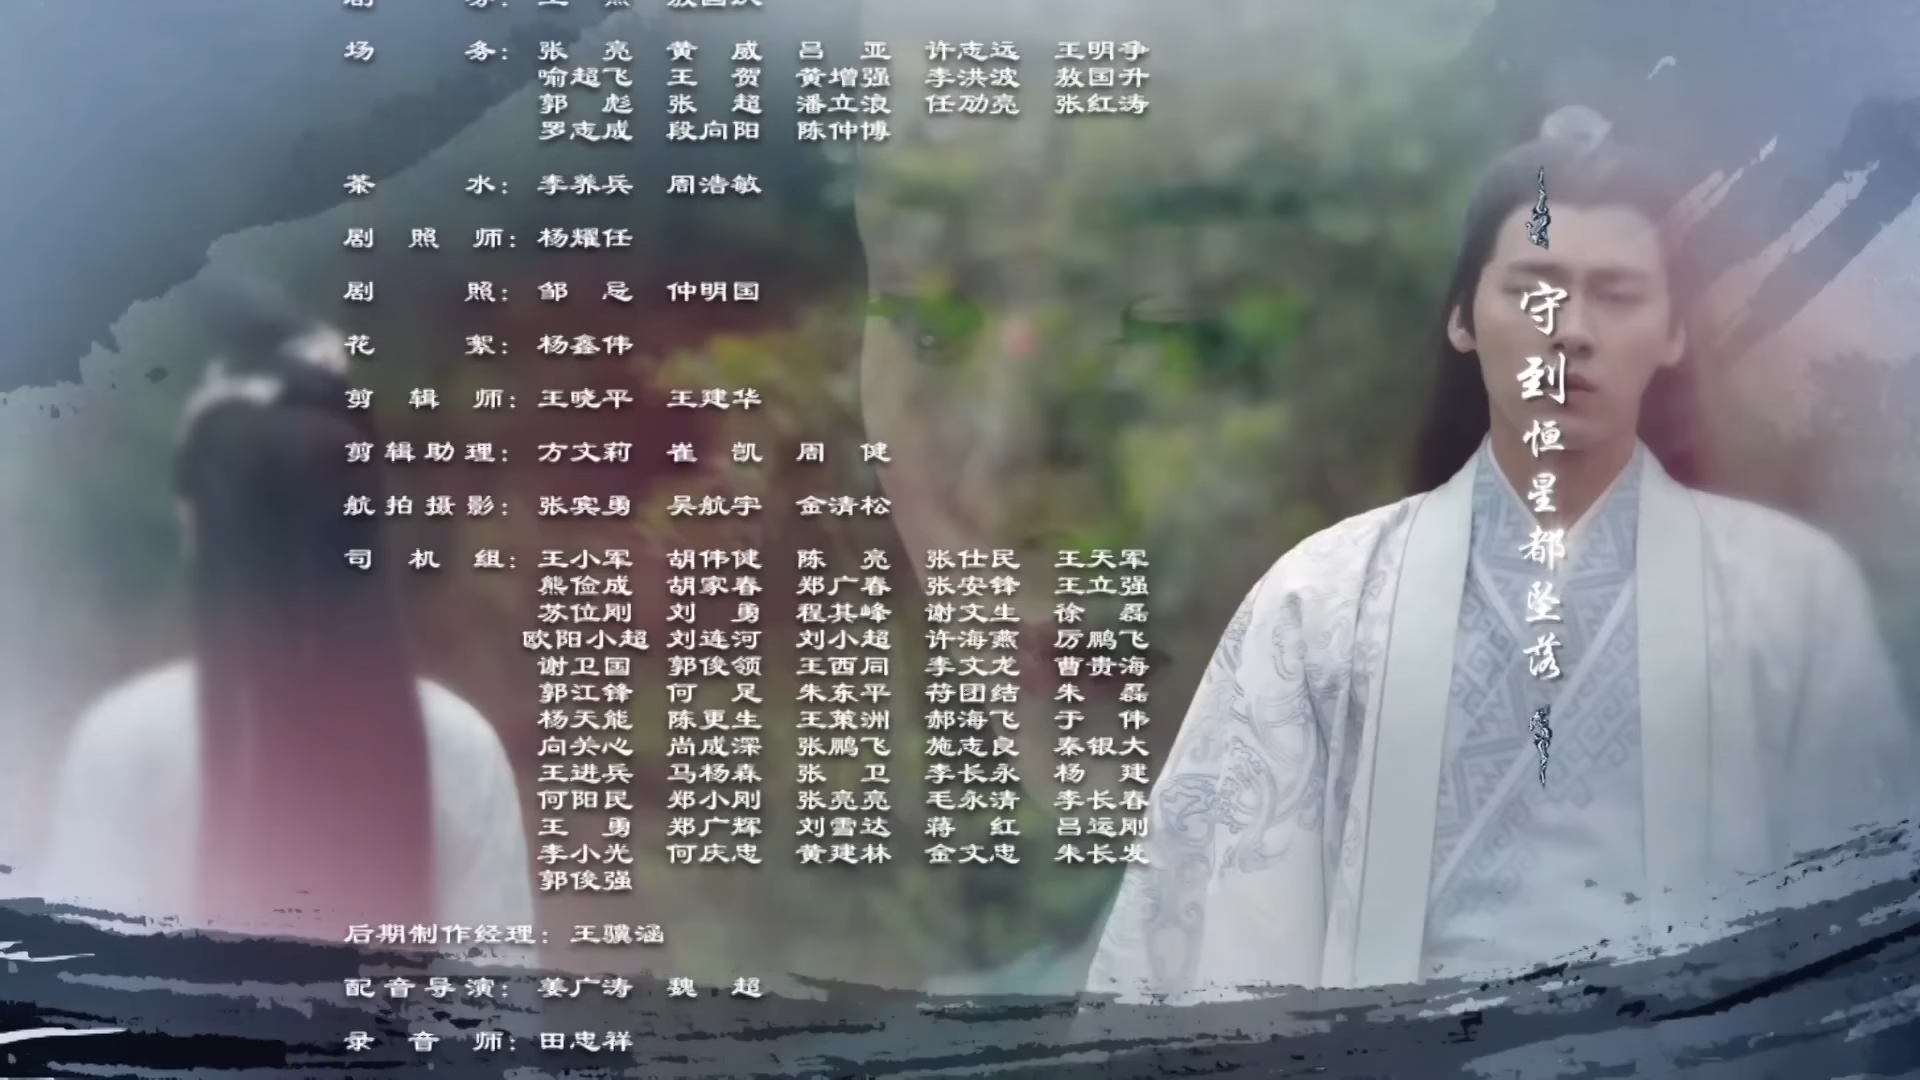 场务：张亮 黄威 吕亚 许志远 王明争
喻超飞 王贺 黄增强 李洪波 敖国升
郭彪 张超 潘立浪 任劢亮 张红涛
罗志成 段向阳 陈仲博
茶水：李养兵 周浩敏
剧照师：杨耀任
剧照：邹忌 仲明国
花絮：杨鑫伟
剪辑师：王晓平 王建华
剪辑助理：方文莉 崔凯 周健
航拍摄影：张宾勇 吴航宇 金清松
司机组：王小军 胡伟健 陈亮 张仕民 王天军
熊俭成 胡家春 郑广春 张安锋 王立强
苏位刚 刘勇 程其峰 谢文生 徐磊
欧阳小超 刘连河 刘小超 许海燕 厉鹏飞
谢卫国 郭俊领 王西同 李文龙 曹贵海
郭江锋 何足 朱东平 苻团结 朱磊
杨天能 陈更生 王策洲 郝海飞 于伟
向关心 尚成深 张鹏飞 施志良 秦银大
王进兵 马杨森 张卫 李长永 杨建
何阳民 郑小刚 张亮亮 毛永清 李长春
王勇 郑广辉 刘雪达 蒋红 吕运刚
李小光 何庆忠 黄建林 金文忠 朱长发
郭俊强
后期制作经理：王骥涵
配音导演：姜广涛 魏超
录音师：田忠祥
守到恒星都坠落